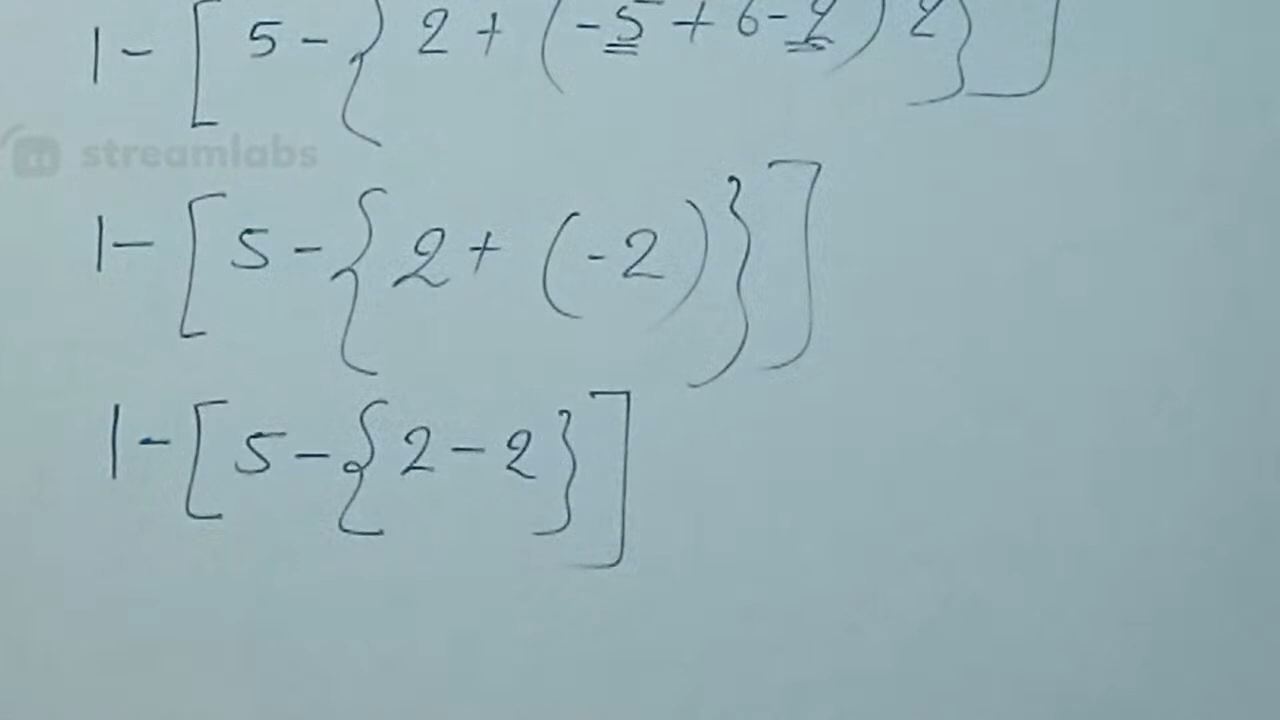 1 - [ 5 - { 2 + ( -5 + 6 - 2 ) 2 } ]
streamlabs
1 - [ 5 - { 2 + ( -2 ) } ]
1 - [ 5 - { 2 - 2 } ]